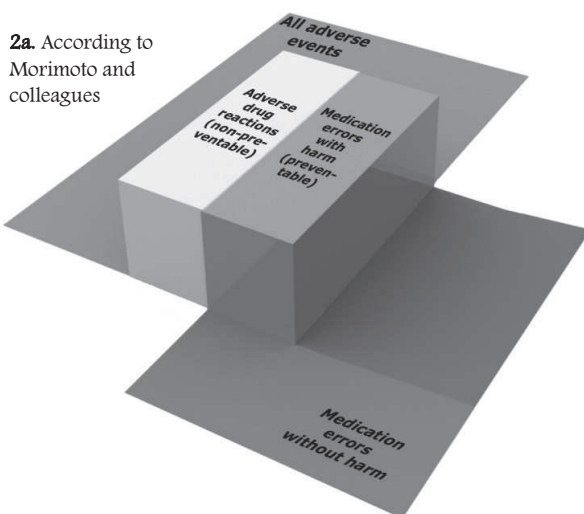 2a. According to
Morimoto and
colleagues
All adverse
events
Adverse
drug
reactions
(non-pre-
ventable)
Medication
errors
with
harm
(preven-
table)
Medication
errors
without harm